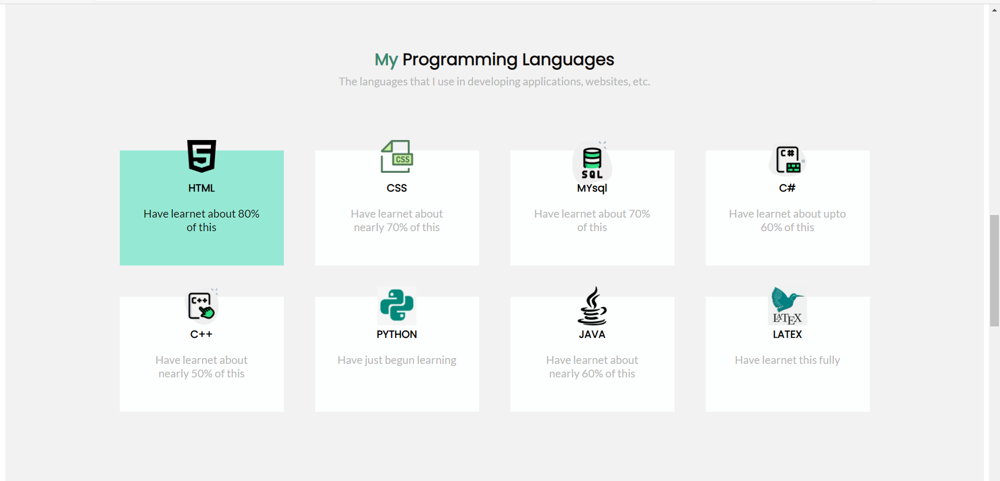 My Programming Languages
The languages that I use in developing applications, websites, etc.
HTML
Have learnet about 80%
of this
CSS
CSS
Have learnet about
nearly 70% of this
SQL
MYsql
Have learnet about 70%
of this
C#
C#
Have learnet about upto
60% of this
C++
C++
Have learnet about
nearly 50% of this
PYTHON
Have just begun learning
JAVA
Have learnet about
nearly 60% of this
LATEX
LATEX
Have learnet this fully